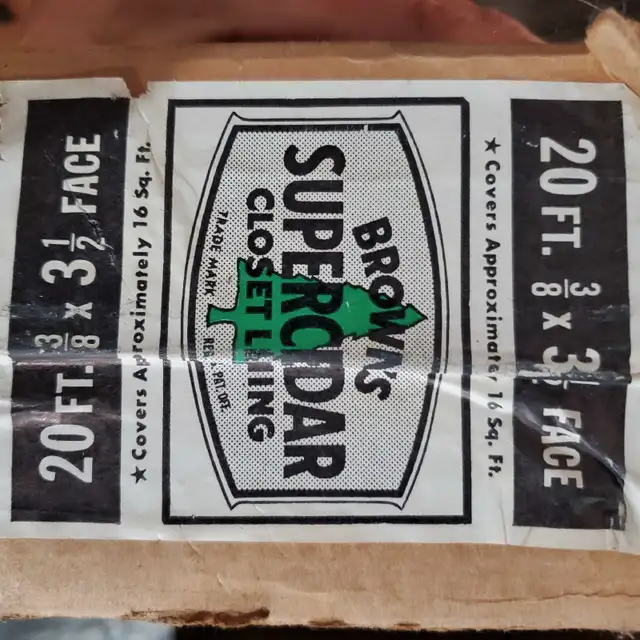 20 FT. 3/8 x 3 1/2 FACE
★ Covers Approximately 16 Sq. Ft.
BROWN'S
SUPERCEDAR
CLOSET LINING
TRADE MARK REG. PAT. OFF.
★ Covers Approximately 16 Sq. Ft.
20 FT. 3/8 x 3 1/2 FACE